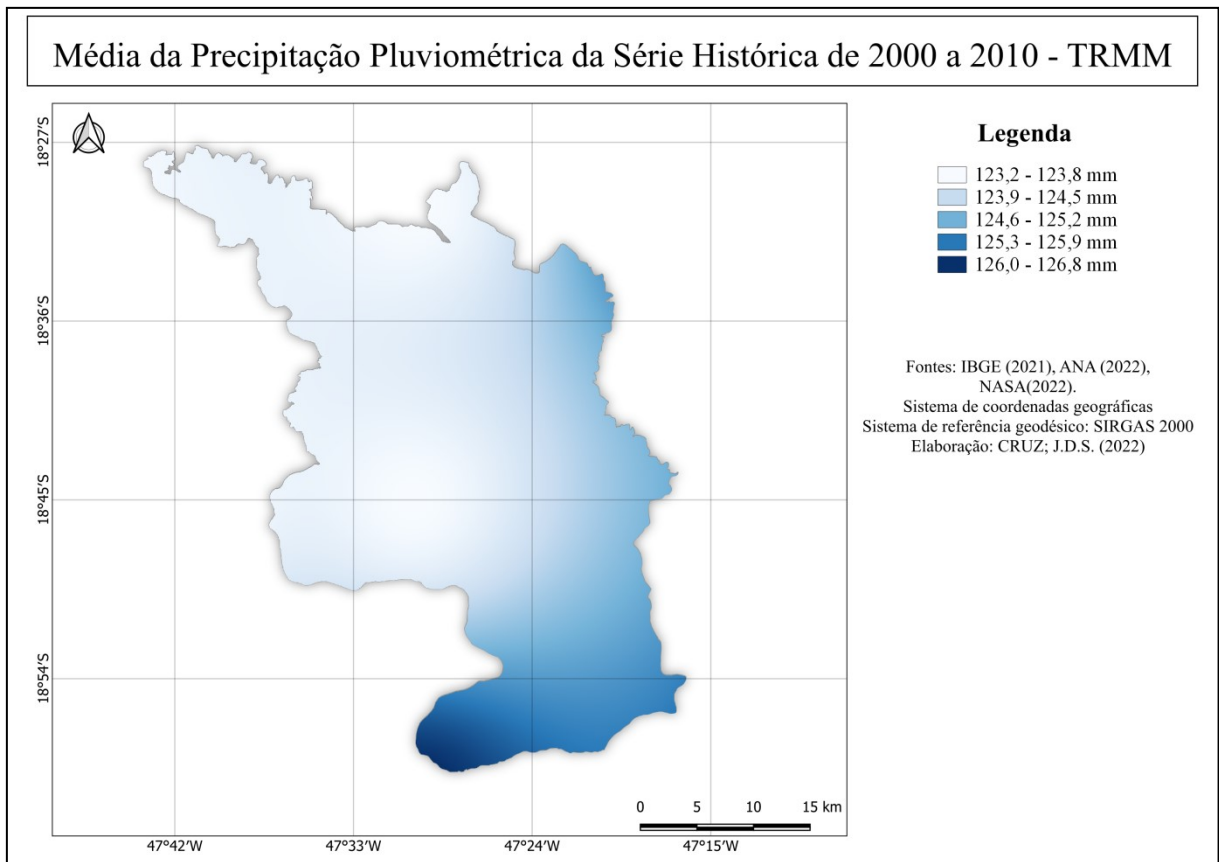 Média da Precipitação Pluviométrica da Série Histórica de 2000 a 2010 - TRMM
Legenda
123,2 - 123,8 mm
123,9 - 124,5 mm
124,6 - 125,2 mm
125,3 - 125,9 mm
126,0 - 126,8 mm
Fontes: IBGE (2021), ANA (2022),
NASA(2022).
Sistema de coordenadas geográficas
Sistema de referência geodésico: SIRGAS 2000
Elaboração: CRUZ; J.D.S. (2022)
18°27'S
18°36'S
18°45'S
18°54'S
0 5 10 15 km
47°42'W 47°33'W 47°24'W 47°15'W